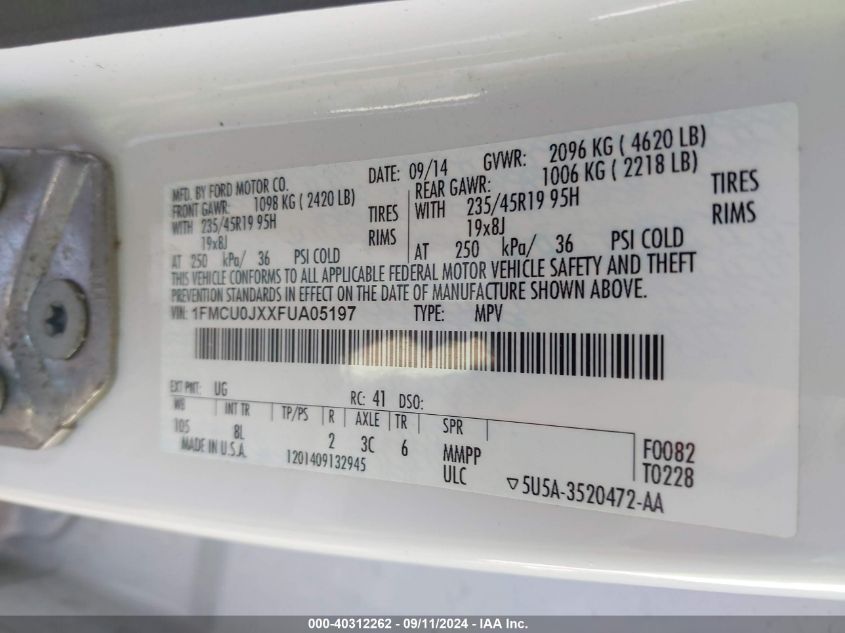 MFD. BY FORD MOTOR CO.
DATE: 09/14 GVWR: 2096 KG ( 4620 LB)
FRONT GAWR: 1098 KG ( 2420 LB)
REAR GAWR: 1006 KG ( 2218 LB)
WITH 235/45R19 95H TIRES
WITH 235/45R19 95H TIRES
19x8J RIMS
19x8J RIMS
AT 250 kPa/ 36 PSI COLD
AT 250 kPa/ 36 PSI COLD
THIS VEHICLE CONFORMS TO ALL APPLICABLE FEDERAL MOTOR VEHICLE SAFETY AND THEFT
PREVENTION STANDARDS IN EFFECT ON THE DATE OF MANUFACTURE SHOWN ABOVE.
VIN: 1FMCU0JXXFUA05197 TYPE: MPV
EXT PNT: UG RC: 41 DSO:
WB INT TR TP/PS R AXLE TR SPR
105 8L 2 3C 6 MMPP F0082
MADE IN U.S.A. 1201409132945 ULC T0228
▽5U5A-3520472-AA
000-40312262 - 09/11/2024 - IAA Inc.